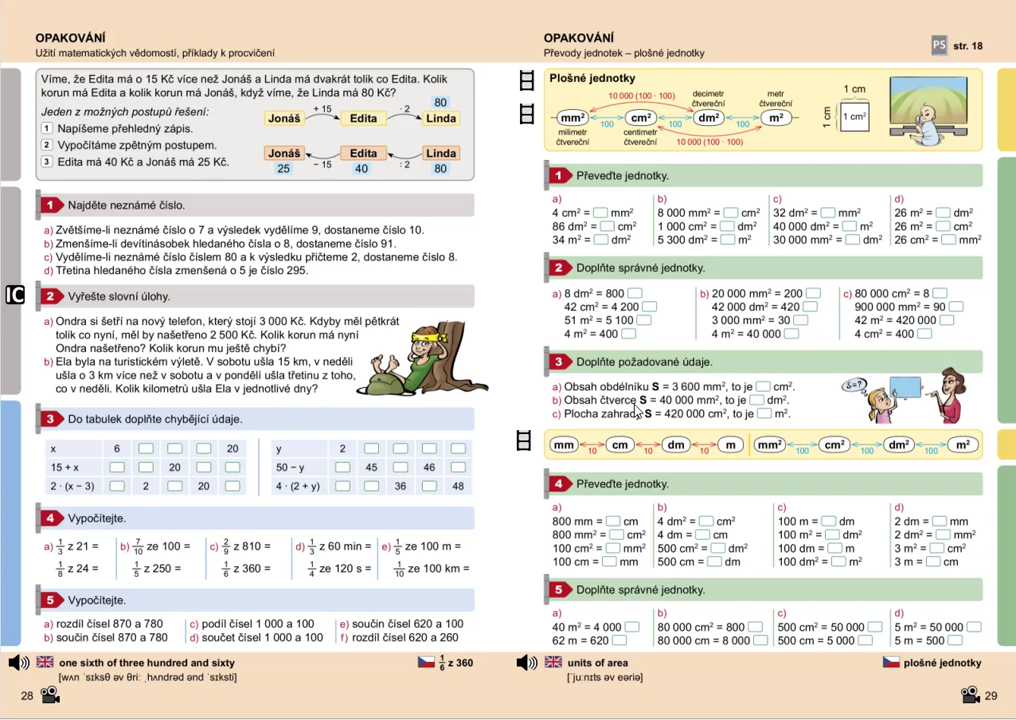 OPAKOVÁNÍ
Užití matematických vědomostí, příklady k procvičení
Víme, že Edita má o 15 Kč více než Jonáš a Linda má dvakrát tolik co Edita. Kolik
korun má Edita a kolik korun má Jonáš, když víme, že Linda má 80 Kč?
Jeden z možných postupů řešení:
1 Napíšeme přehledný zápis.
2 Vypočítáme zpětným postupem.
3 Edita má 40 Kč a Jonáš má 25 Kč.
80
+ 15 · 2
Jonáš Edita Linda
Jonáš Edita Linda
− 15 : 2
25 40 80
1 Najděte neznámé číslo.
a) Zvětšíme-li neznámé číslo o 7 a výsledek vydělíme 9, dostaneme číslo 10.
b) Zmenšíme-li devítinásobek hledaného čísla o 8, dostaneme číslo 91.
c) Vydělíme-li neznámé číslo číslem 80 a k výsledku přičteme 2, dostaneme číslo 8.
d) Třetina hledaného čísla zmenšená o 5 je číslo 295.
IC
2 Vyřešte slovní úlohy.
a) Ondra si šetří na nový telefon, který stojí 3 000 Kč. Kdyby měl pětkrát
tolik co nyní, měl by našetřeno 2 500 Kč. Kolik korun má nyní
Ondra našetřeno? Kolik korun mu ještě chybí?
b) Ela byla na turistickém výletě. V sobotu ušla 15 km, v neděli
ušla o 3 km více než v sobotu a v pondělí ušla třetinu z toho,
co v neděli. Kolik kilometrů ušla Ela v jednotlivé dny?
3 Do tabulek doplňte chybějící údaje.
x 6 20
15 + x 20
2 · (x − 3) 2 20
y 2
50 − y 45 46
4 · (2 + y) 36 48
4 Vypočítejte.
a) 1/3 z 21 = b) 7/10 ze 100 = c) 2/9 z 810 = d) 1/3 z 60 min = e) 1/5 ze 100 m =
1/8 z 24 = 1/5 z 250 = 1/6 z 360 = 1/4 ze 120 s = 1/10 ze 100 km =
5 Vypočítejte.
a) rozdíl čísel 870 a 780 c) podíl čísel 1 000 a 100 e) součin čísel 620 a 100
b) součin čísel 870 a 780 d) součet čísel 1 000 a 100 f) rozdíl čísel 620 a 260
one sixth of three hundred and sixty 1/6 z 360
[wʌn ˈsɪksθ əv θriː ˌhʌndrəd ənd ˈsɪksti]
28
OPAKOVÁNÍ
Převody jednotek – plošné jednotky
PS str. 18
Plošné jednotky
10 000 (100 · 100) decimetr čtvereční metr čtvereční
mm² cm² dm² m²
100 100 100
milimetr čtvereční centimetr čtvereční 10 000 (100 · 100)
1 cm
1 cm
1 cm²
1 Převeďte jednotky.
a) b) c) d)
4 cm² = mm² 8 000 mm² = cm² 32 dm² = mm² 26 m² = dm²
86 dm² = cm² 1 000 cm² = dm² 40 000 dm² = m² 26 m² = cm²
34 m² = dm² 5 300 dm² = m² 30 000 mm² = dm² 26 cm² = mm²
2 Doplňte správné jednotky.
a) 8 dm² = 800 b) 20 000 mm² = 200 c) 80 000 cm² = 8
42 cm² = 4 200 42 000 dm² = 420 900 000 mm² = 90
51 m² = 5 100 3 000 mm² = 30 42 m² = 420 000
4 m² = 400 4 m² = 40 000 4 cm² = 400
3 Doplňte požadované údaje.
a) Obsah obdélníku S = 3 600 mm², to je cm².
b) Obsah čtverce S = 40 000 mm², to je dm².
c) Plocha zahrady S = 420 000 cm², to je m².
S=?
mm cm dm m mm² cm² dm² m²
10 10 10 100 100 100
4 Převeďte jednotky.
a) b) c) d)
800 mm = cm 4 dm² = cm² 100 m = dm 2 dm = mm
800 mm² = cm² 4 dm = cm 100 m² = dm² 2 dm² = mm²
100 cm² = mm² 500 cm² = dm² 100 dm = m 3 m² = cm²
100 cm = mm 500 cm = dm 100 dm² = m² 3 m = cm
5 Doplňte správné jednotky.
a) b) c) d)
40 m² = 4 000 80 000 cm² = 800 500 cm² = 50 000 5 m² = 50 000
62 m = 620 80 000 cm = 8 000 500 cm = 5 000 5 m = 500
units of area plošné jednotky
[ˈjuːnɪts əv eəriə]
29